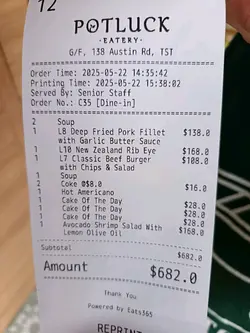 12
POTLUCK
· EATERY ·
G/F, 138 Austin Rd, TST
Order Time: 2025-05-22 14:35:42
Printing Time: 2025-05-22 15:38:02
Served By: Senior Staff
Order No.: C35 [Dine-in]
2 Soup
1 L8 Deep Fried Pork Fillet $138.0
with Garlic Butter Sauce
1 L10 New Zealand Rib Eye $168.0
1 L7 Classic Beef Burger $108.0
with Chips & Salad
1 Soup
2 Coke @$8.0 $16.0
1 Hot Americano
1 Cake Of The Day $28.0
1 Cake Of The Day $28.0
1 Cake Of The Day $28.0
1 Avocado Shrimp Salad With $168.0
Lemon Olive Oil
Subtotal $682.0
Amount $682.0
Thank You
Powered by Eats365
REPRINT